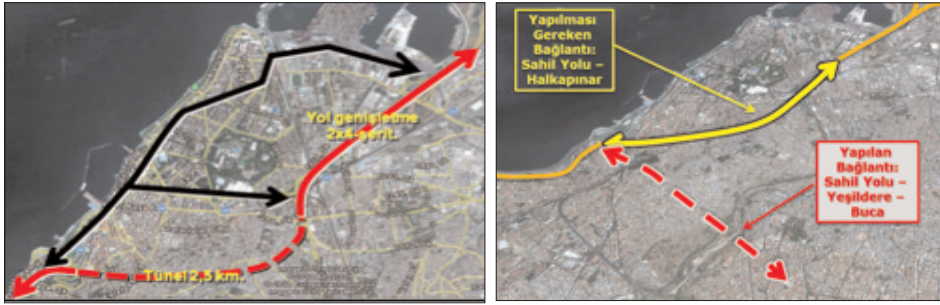 Yol genişletme
2x4-şerit.
Tünel 2,5 km.
Yapılması
Gereken
Bağlantı:
Sahil Yolu –
Halkapınar
Yapılan
Bağlantı:
Sahil Yolu –
Yeşildere –
Buca